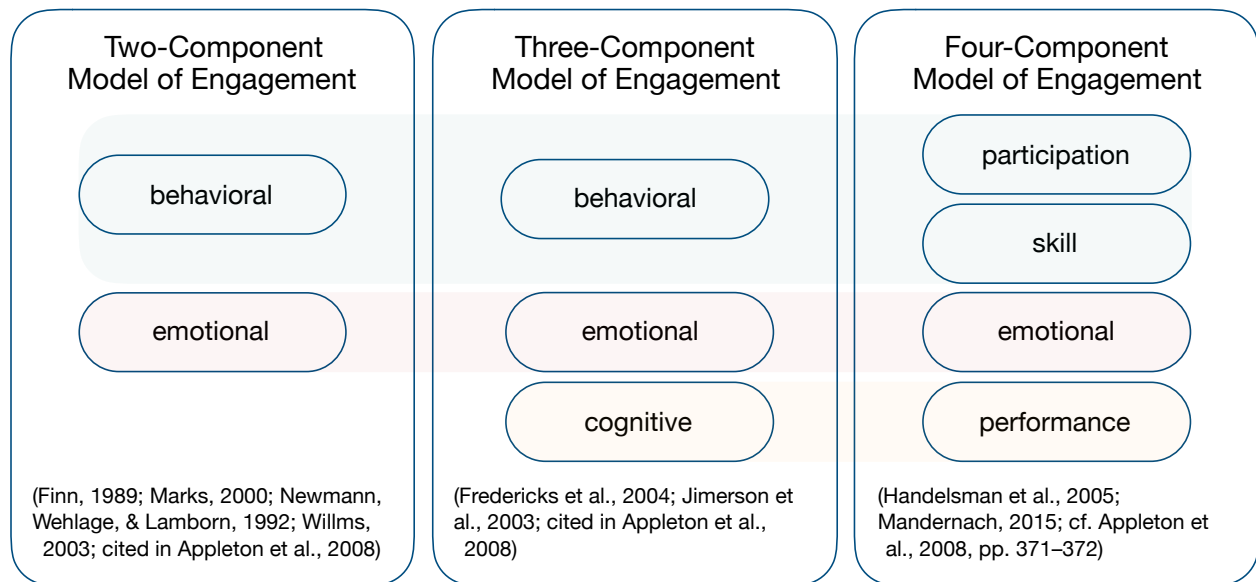 Two-Component
Model of Engagement
behavioral
emotional
(Finn, 1989; Marks, 2000; Newmann,
Wehlage, & Lamborn, 1992; Willms,
2003; cited in Appleton et al., 2008)
Three-Component
Model of Engagement
behavioral
emotional
cognitive
(Fredericks et al., 2004; Jimerson et
al., 2003; cited in Appleton et al.,
2008)
Four-Component
Model of Engagement
participation
skill
emotional
performance
(Handelsman et al., 2005;
Mandernach, 2015; cf. Appleton et
al., 2008, pp. 371–372)